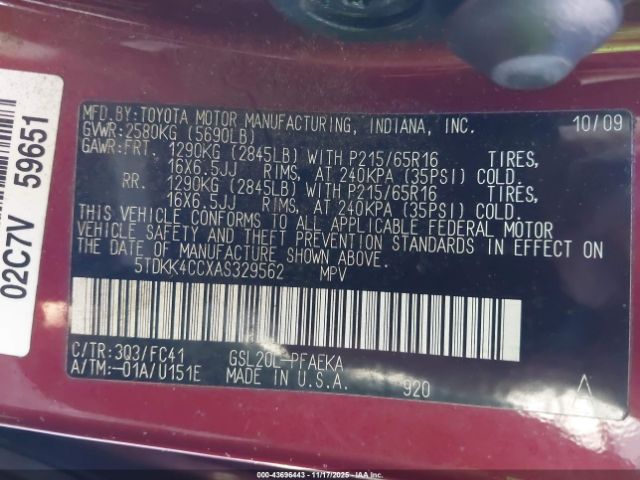 MFD.BY:TOYOTA MOTOR MANUFACTURING, INDIANA, INC. 10/09
GVWR:2580KG (5690LB)
GAWR:FRT. 1290KG (2845LB) WITH P215/65R16 TIRES,
16X6.5JJ RIMS, AT 240KPA (35PSI) COLD.
RR. 1290KG (2845LB) WITH P215/65R16 TIRES,
16X6.5JJ RIMS, AT 240KPA (35PSI) COLD.
THIS VEHICLE CONFORMS TO ALL APPLICABLE FEDERAL MOTOR
VEHICLE SAFETY AND THEFT PREVENTION STANDARDS IN EFFECT ON
THE DATE OF MANUFACTURE SHOWN ABOVE.
5TDKK4CCXAS329562 MPV
C/TR:3Q3/FC41 GSL20L-PFAEKA
A/TM:-01A/U151E MADE IN U.S.A. 920 A
02C7V 59651
© 43696443 - 11/17/2025 - IAAI.COM